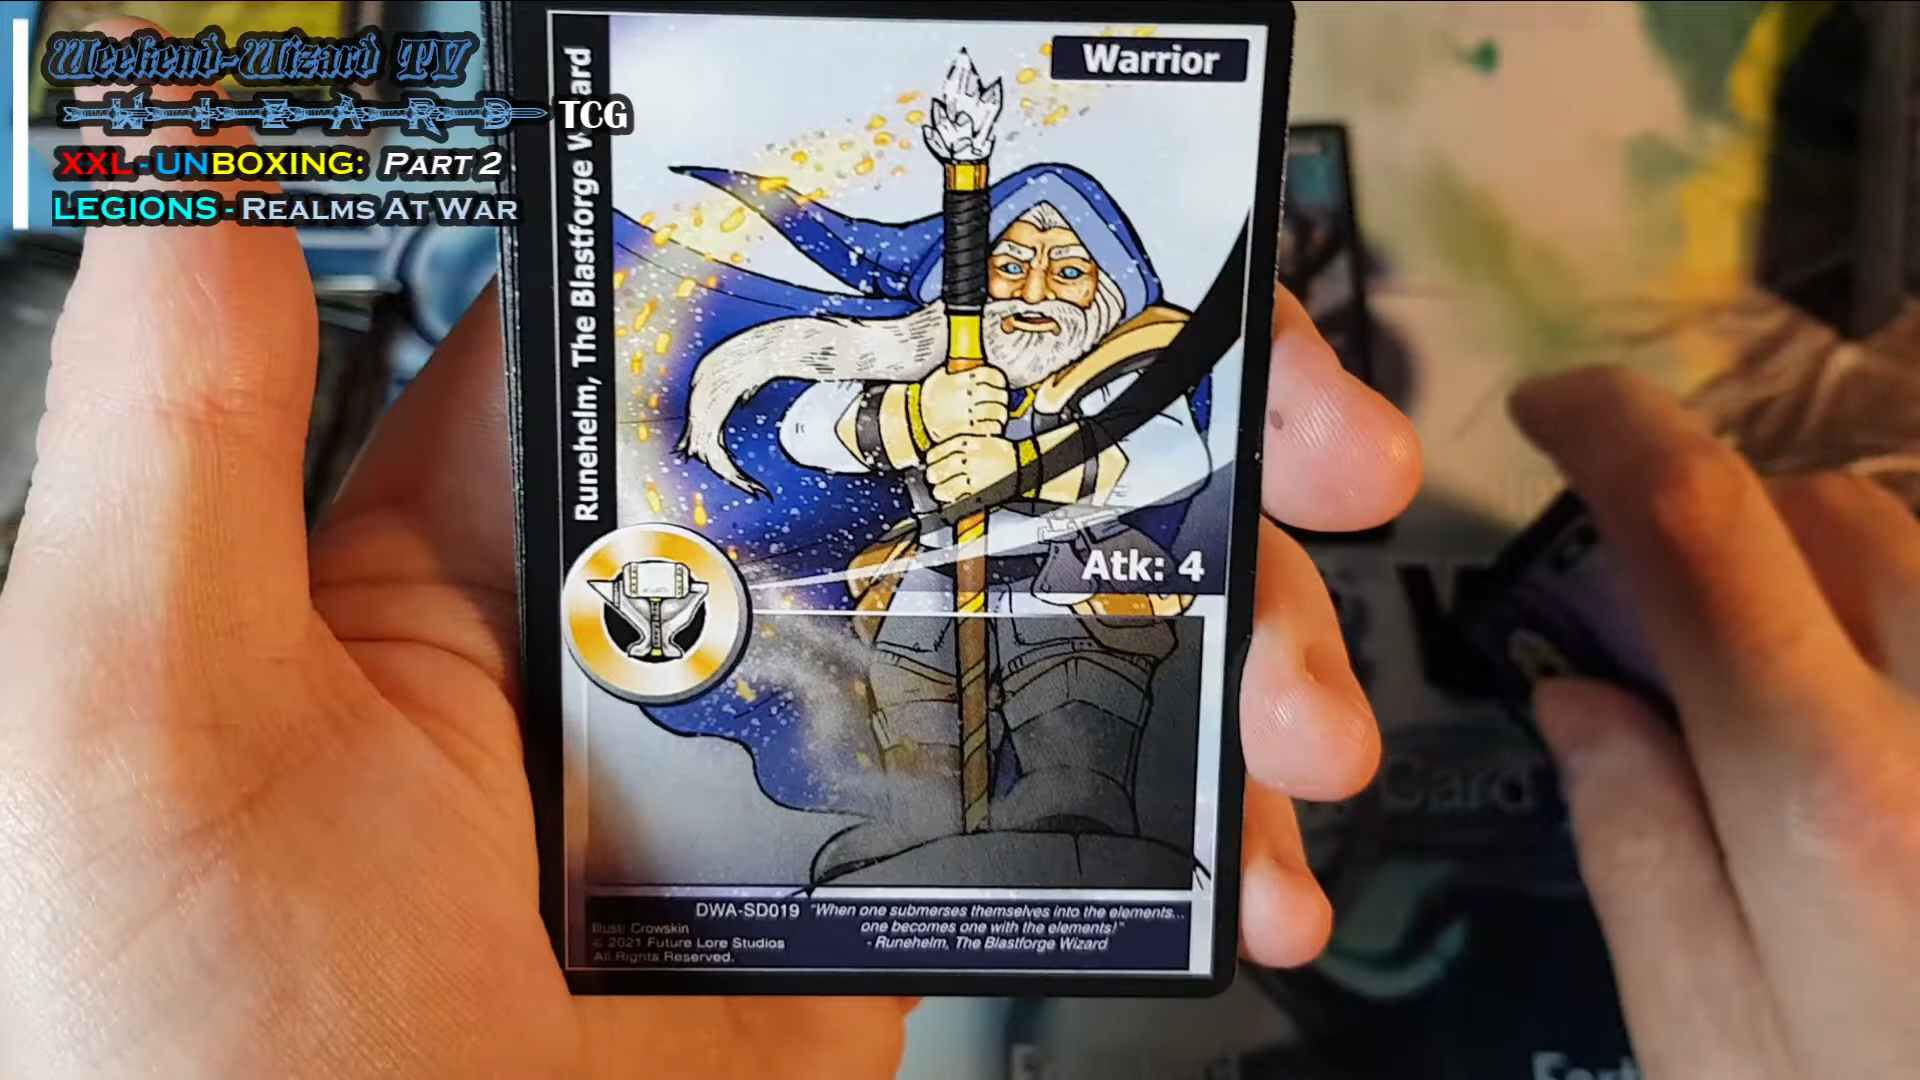 Weekend-Wizard TV
WIZARD TCG
XXL - UNBOXING: Part 2
LEGIONS - REALMS AT WAR
Runehelm, The Blastforge W ard
Warrior
Atk: 4
DWA-SD019
"When one submerses themselves into the elements...
one becomes one with the elements!"
- Runehelm, The Blastforge Wizard
Illust: Crowskin
© 2021 Future Lore Studios
All Rights Reserved.
Card